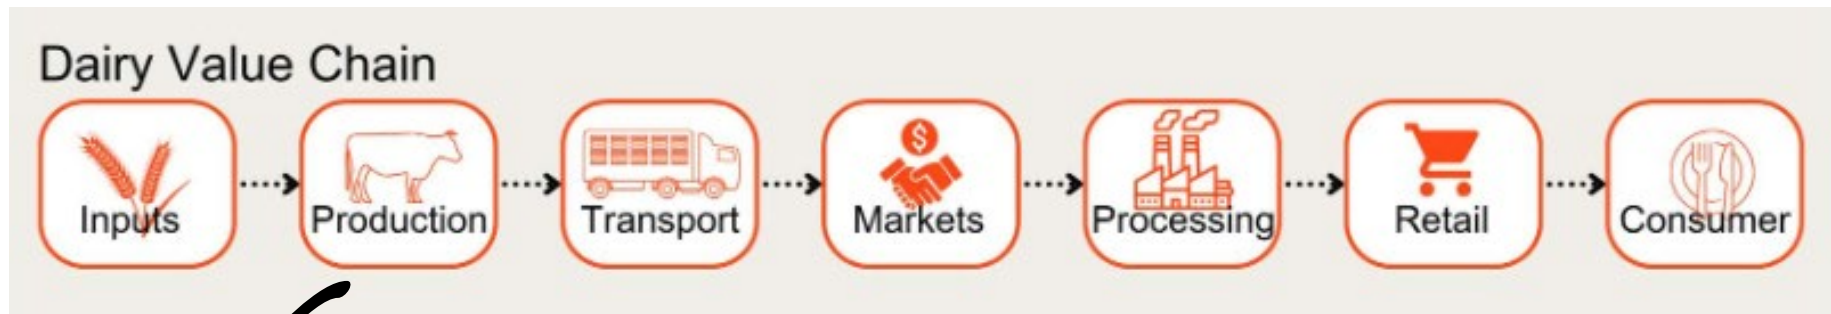 Dairy Value Chain
Inputs Production Transport Markets Processing Retail Consumer